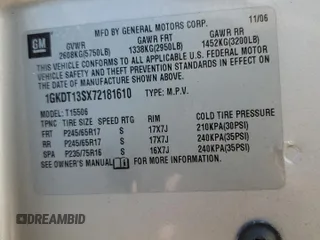 GM
MFD BY GENERAL MOTORS CORP. 11/06
GVWR GAWR FRT GAWR RR
2608KG(5750LB) 1338KG(2950LB) 1452KG(3200LB)
THIS VEHICLE CONFORMS TO ALL APPLICABLE U.S. FEDERAL
MOTOR VEHICLE SAFETY AND THEFT PREVENTION STANDARDS IN EFFECT ON
THE DATE OF MANUFACTURE SHOWN ABOVE.
1GKDT13SX72181610 TYPE: M.P.V.
MODEL: T15506
TPC TIRE SIZE SPEED RTG RIM COLD TIRE PRESSURE
FRT P245/65R17 S 17X7J 210KPA(30PSI)
RR P245/65R17 S 17X7J 240KPA(35PSI)
SPA P235/75R16 S 16X7J 240KPA(35PSI)
SEE OWNER'S MANUAL FOR MORE INFORMATION.
DREAMBID